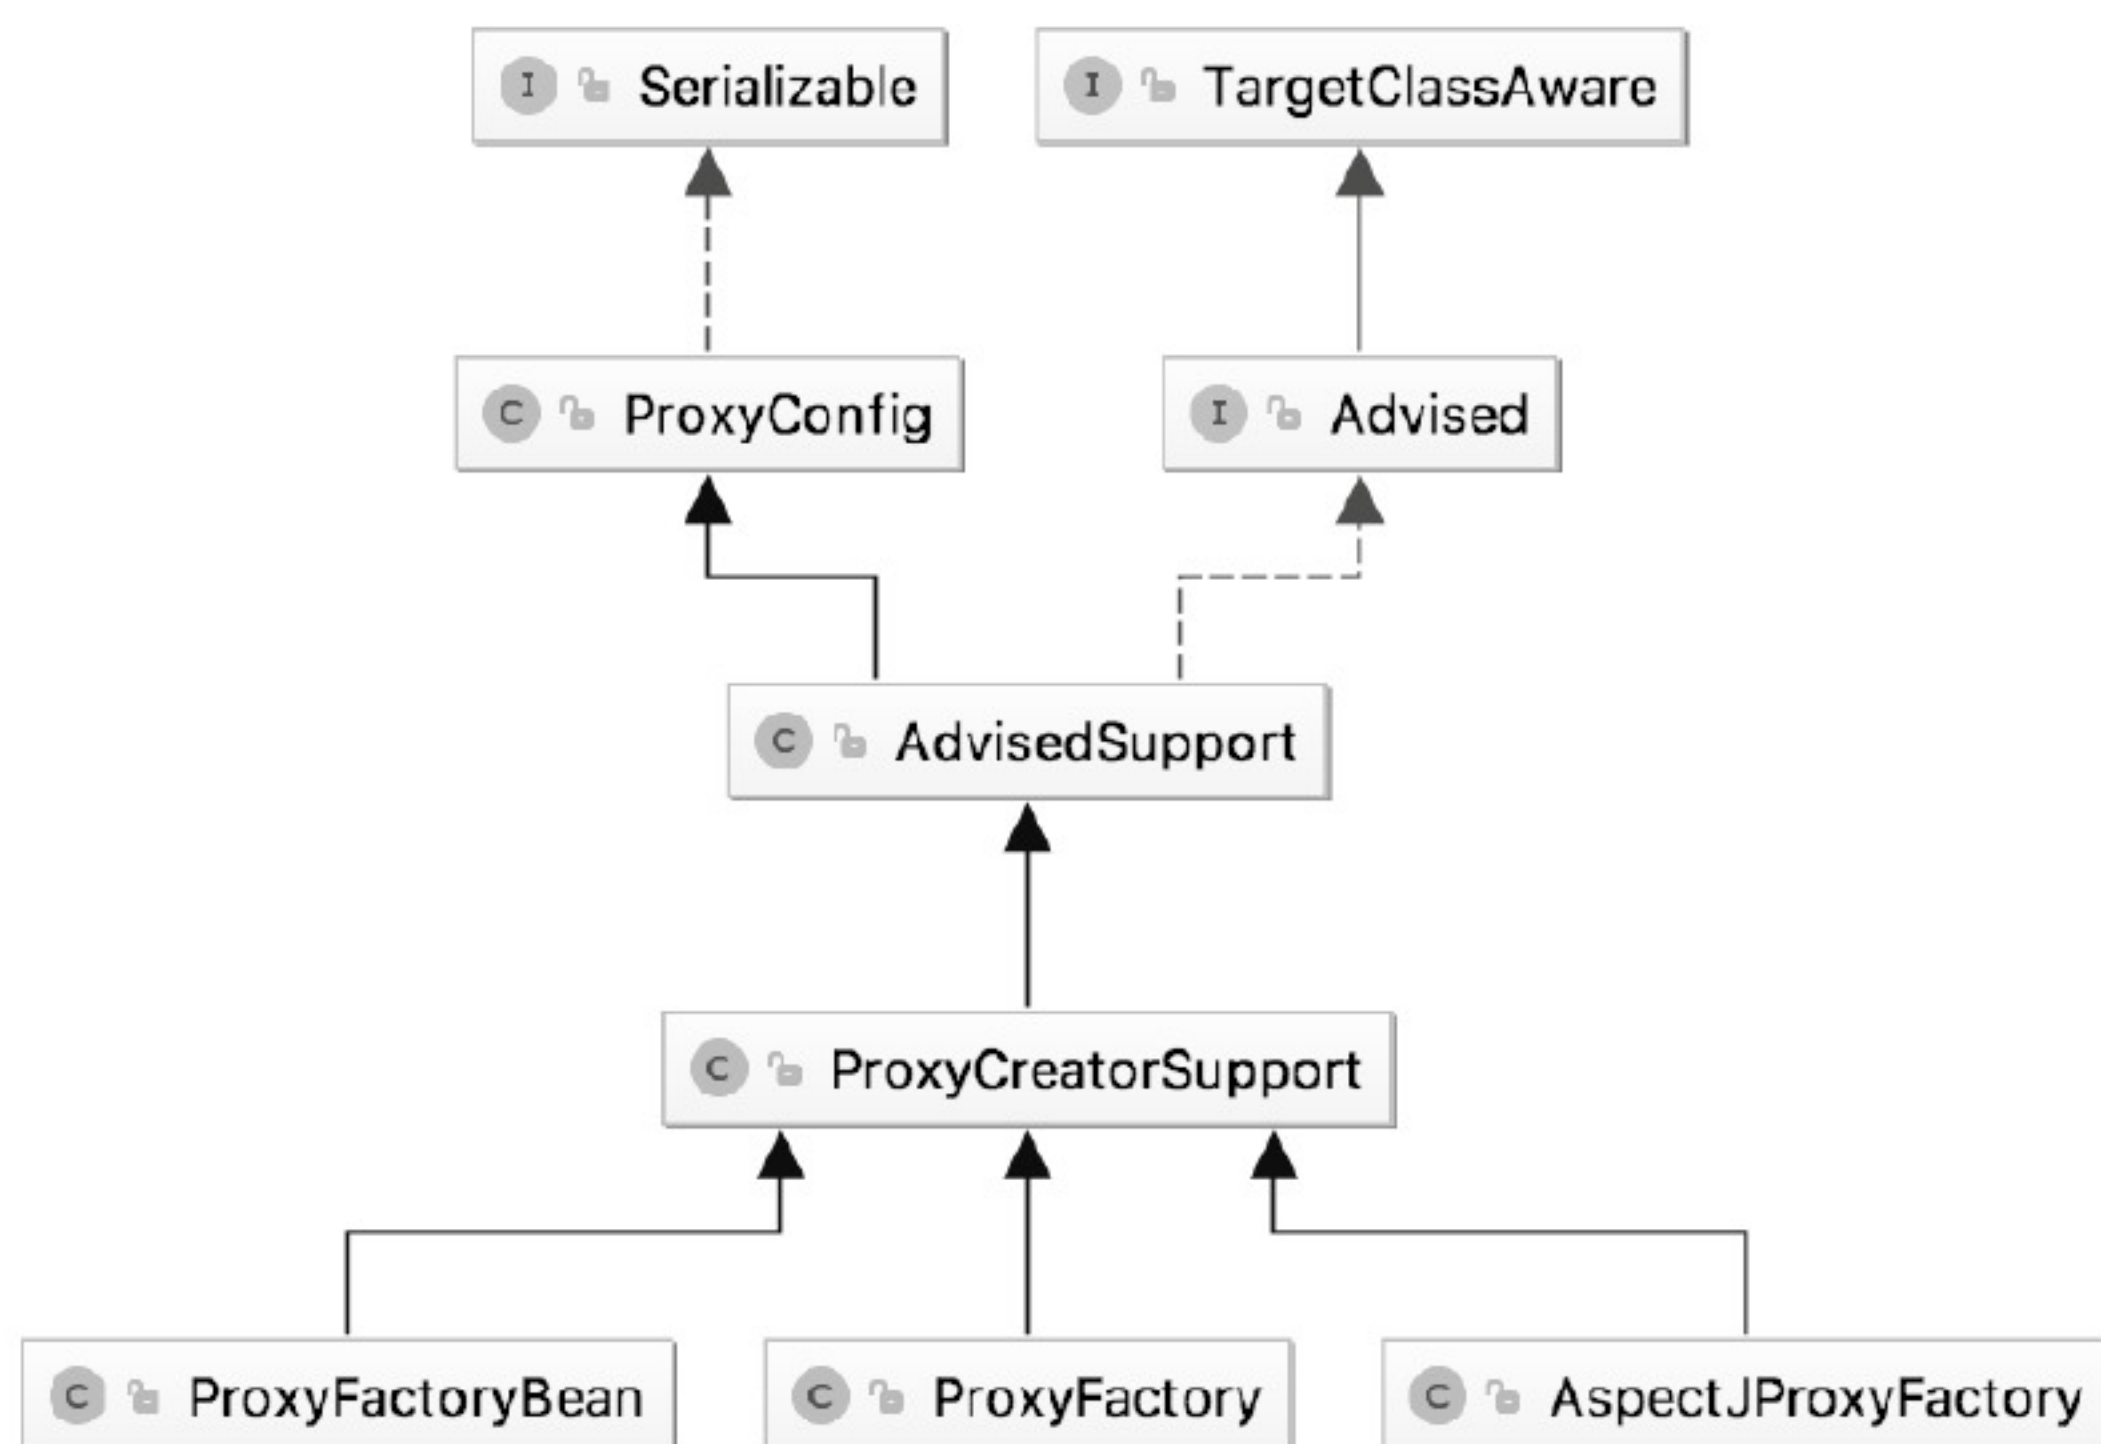 I Serializable
I TargetClassAware
C ProxyConfig
I Advised
C AdvisedSupport
C ProxyCreatorSupport
C ProxyFactoryBean
C ProxyFactory
C AspectJProxyFactory